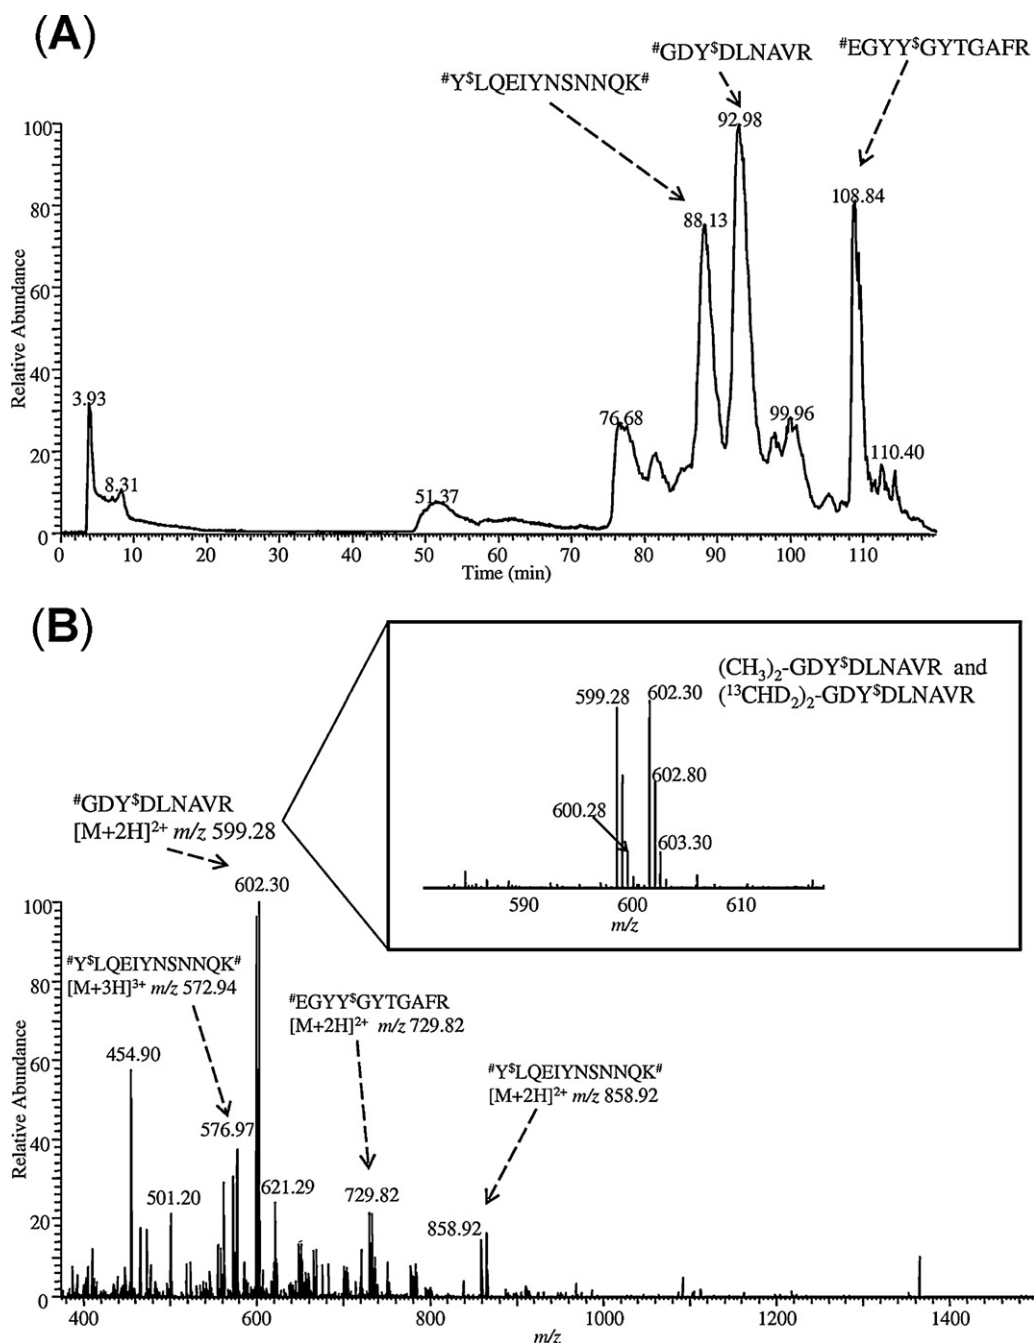 (A)
#Y$LQEIYNSNNQK#
#GDY$DLNAVR
#EGYY$GYTGAFR
100
80
60
40
20
0
Relative Abundance
3.93
8.31
51.37
76.68
88.13
92.98
99.96
108.84
110.40
0 10 20 30 40 50 60 70 80 90 100 110
Time (min)
(B)
(CH3)2-GDY$DLNAVR and
(13CHD2)2-GDY$DLNAVR
599.28
602.30
602.80
600.28
603.30
590 600 610
m/z
#GDY$DLNAVR
[M+2H]2+ m/z 599.28
602.30
#Y$LQEIYNSNNQK#
[M+3H]3+ m/z 572.94
#EGYY$GYTGAFR
[M+2H]2+ m/z 729.82
#Y$LQEIYNSNNQK#
[M+2H]2+ m/z 858.92
100
80
60
40
20
0
Relative Abundance
454.90
501.20
576.97
621.29
729.82
858.92
400 600 800 1000 1200 1400
m/z